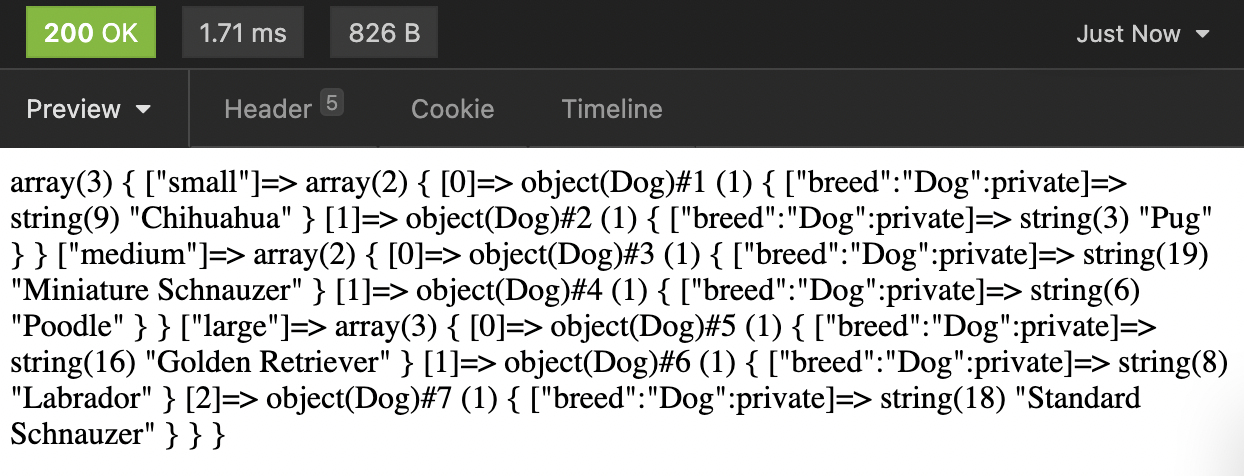 200 OK 1.71 ms 826 B Just Now
Preview Header 5 Cookie Timeline
array(3) { ["small"]=> array(2) { [0]=> object(Dog)#1 (1) { ["breed":"Dog":private]=>
string(9) "Chihuahua" } [1]=> object(Dog)#2 (1) { ["breed":"Dog":private]=> string(3) "Pug"
} } ["medium"]=> array(2) { [0]=> object(Dog)#3 (1) { ["breed":"Dog":private]=> string(19)
"Miniature Schnauzer" } [1]=> object(Dog)#4 (1) { ["breed":"Dog":private]=> string(6)
"Poodle" } } ["large"]=> array(3) { [0]=> object(Dog)#5 (1) { ["breed":"Dog":private]=>
string(16) "Golden Retriever" } [1]=> object(Dog)#6 (1) { ["breed":"Dog":private]=> string(8)
"Labrador" } [2]=> object(Dog)#7 (1) { ["breed":"Dog":private]=> string(18) "Standard
Schnauzer" } } }